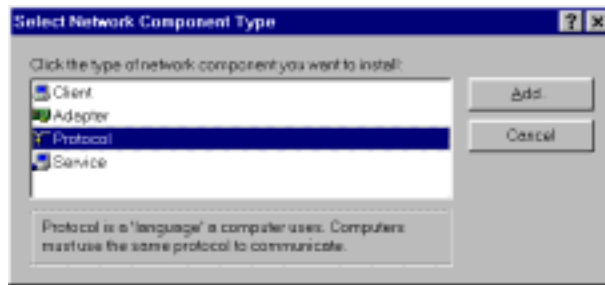 Select Network Component Type
Click the type of network component you want to install:
Client
Adapter
Protocol
Service
Add...
Cancel
Protocol is a 'language' a computer uses. Computers
must use the same protocol to communicate.